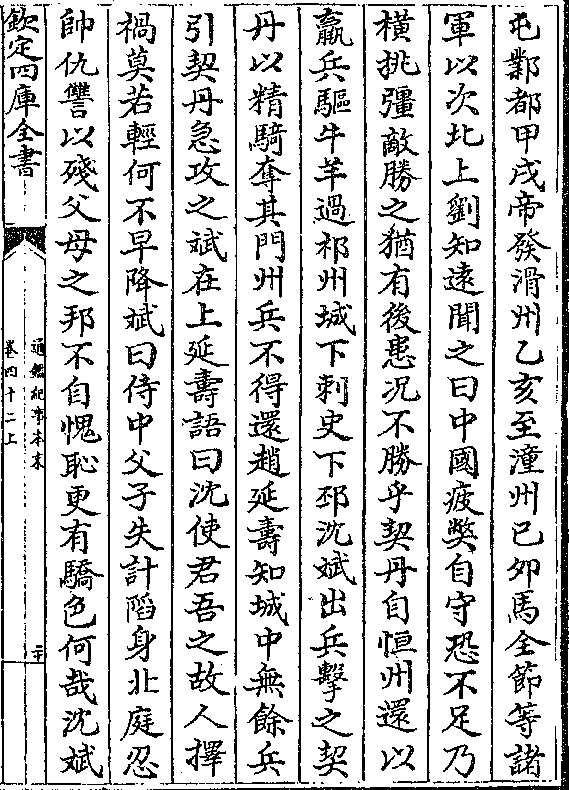 屯鄴都甲戌帝發滑州乙亥至澶州己卯馬全節等諸
軍以次北上劉知遠聞之曰中國疲弊自守恐不足乃
橫挑彊敵勝之猶有後患况不勝乎契丹自恒州還以
羸兵驅牛羊過祁州城下刺史下邳沈斌出兵擊之契
丹以精騎奪其門州兵不得還趙延壽知城中無餘兵
引契丹急攻之斌在上延壽語曰沈使君吾之故人擇
禍莫若輕何不早降斌曰侍中父子失計䧟身北庭忍
帥仇讐以殘父母之邦不自愧恥更有驕色何哉沈斌
欽定四庫全書
通鑑紀事本末
卷四十二上
二十